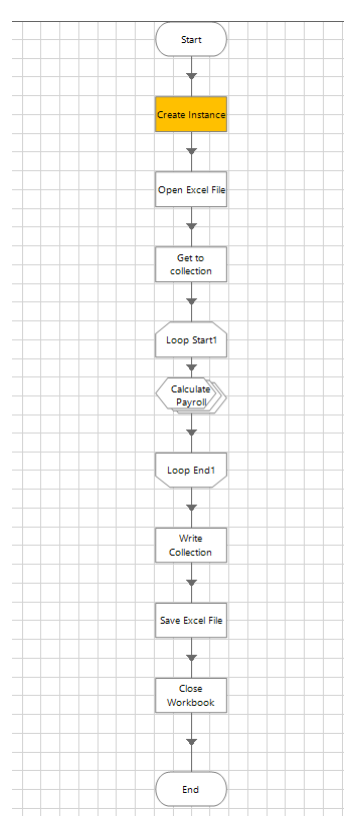 Start
Create Instance
Open Excel File
Get to
collection
Loop Start1
Calculate
Payroll
Loop End1
Write
Collection
Save Excel File
Close
Workbook
End